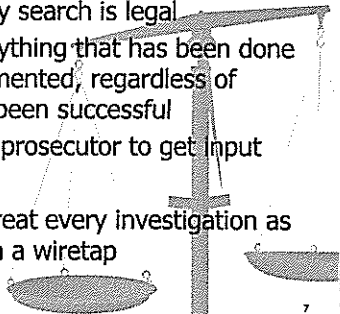 y search is legal
ything that has been done
mented, regardless of
been successful
prosecutor to get input
reat every investigation as
a wiretap
7